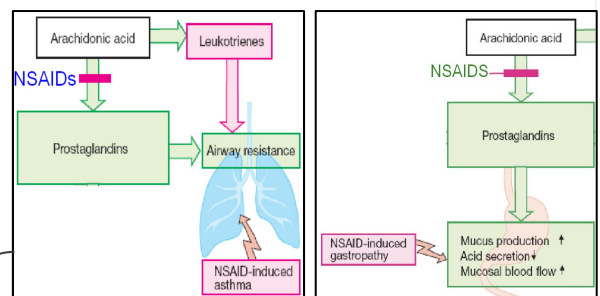 Arachidonic acid
Leukotrienes
NSAIDs
Prostaglandins
Airway resistance
NSAID-induced
asthma
Arachidonic acid
NSAIDS
Prostaglandins
NSAID-induced
gastropathy
Mucus production ↑
Acid secretion ↓
Mucosal blood flow ↑